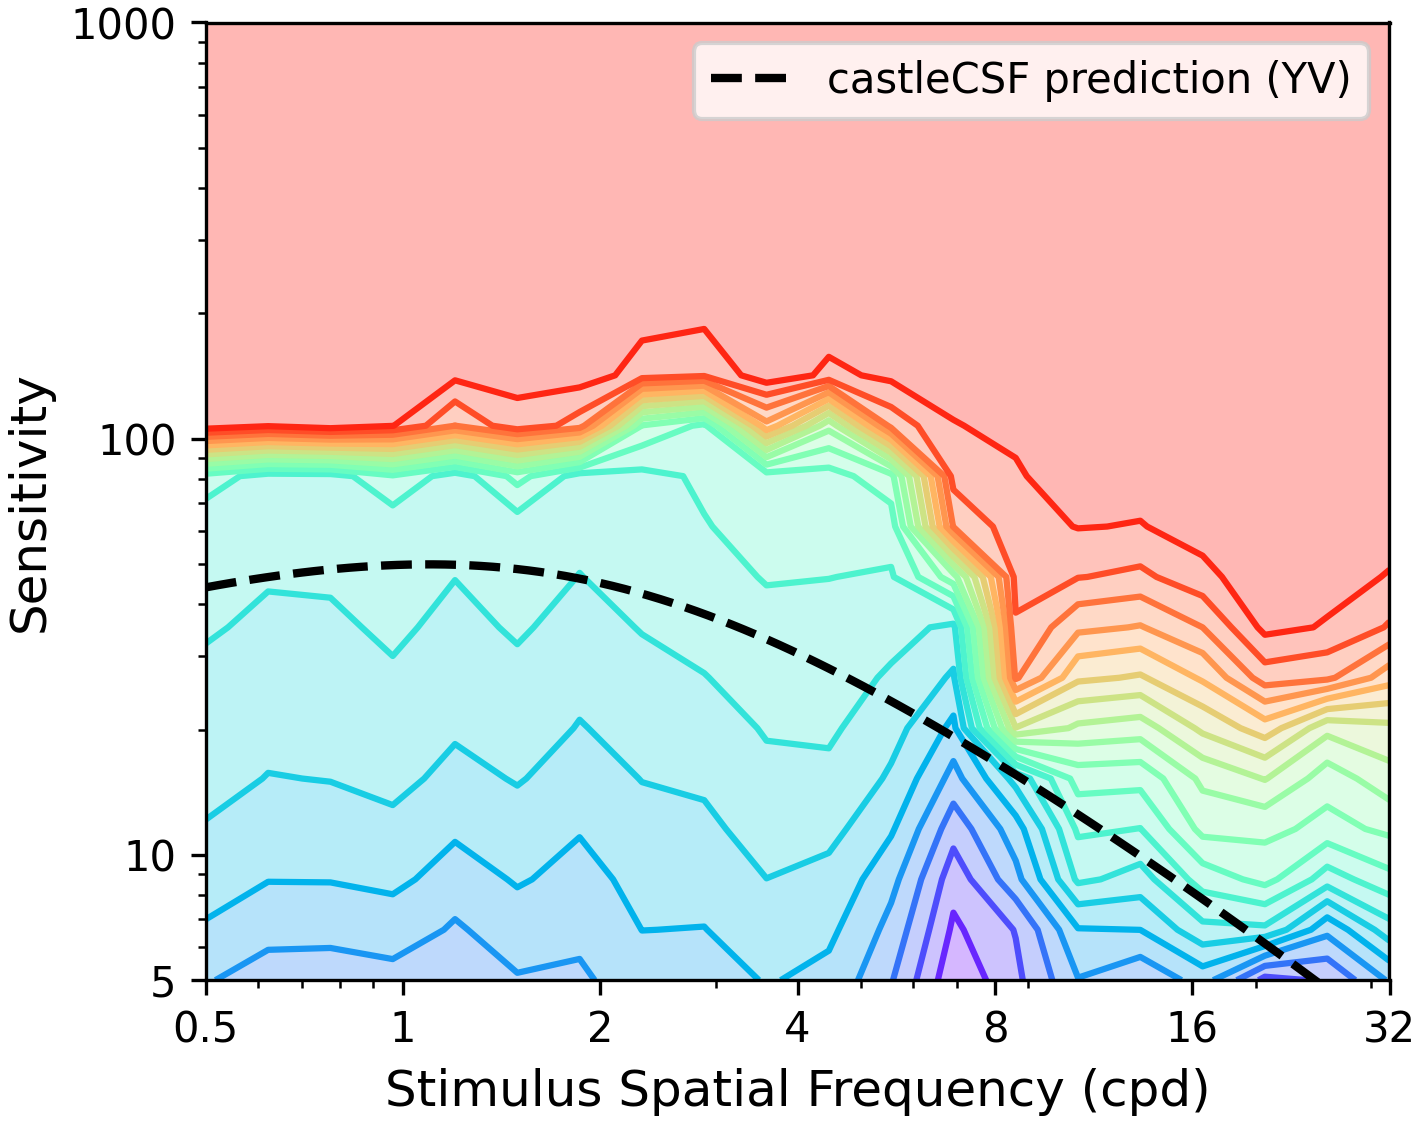 1000
castleCSF prediction (YV)
Sensitivity
100
10
5
0.5 1 2 4 8 16 32
Stimulus Spatial Frequency (cpd)